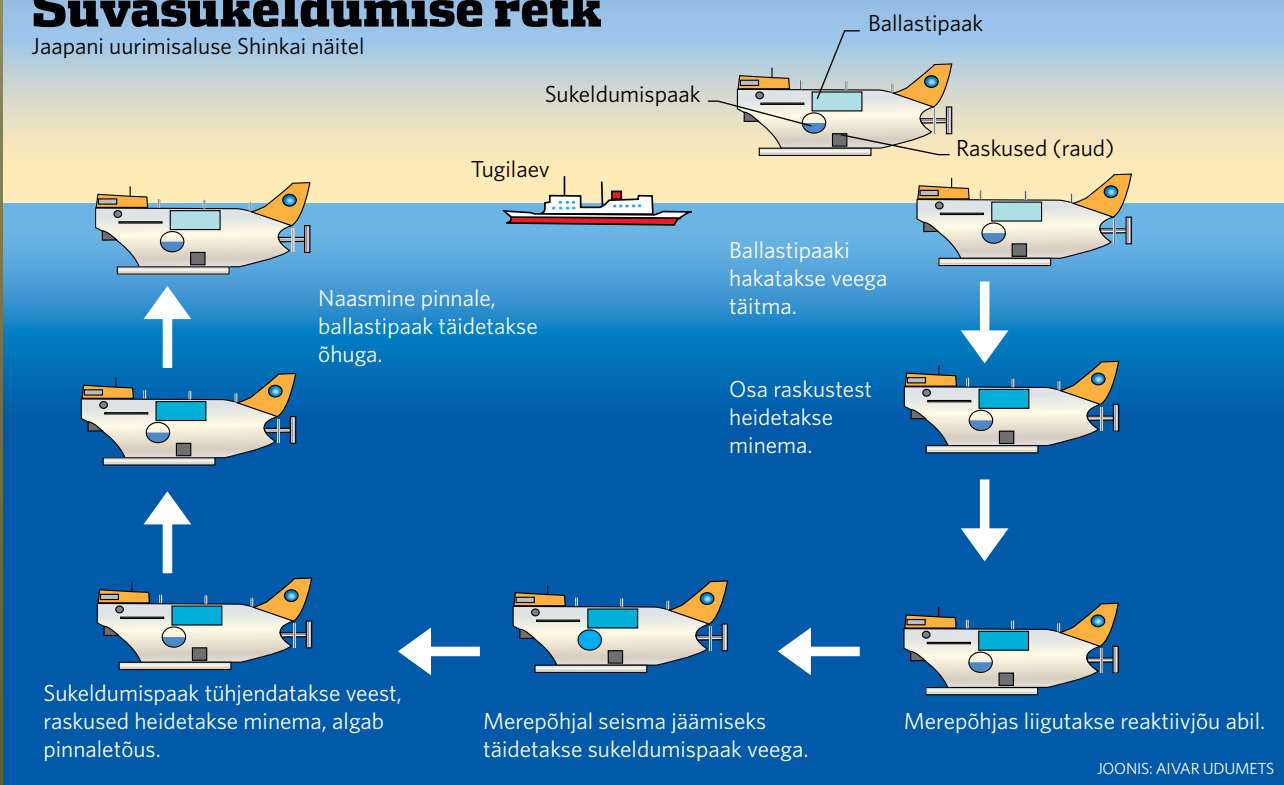 Süvasukeldumise retk
Jaapani uurimisaluse Shinkai näitel
Ballastipaak
Sukeldumispaak
Raskused (raud)
Tugilaev
Ballastipaaki
hakatakse veega
täitma.
Osa raskustest
heidetakse
minema.
Merepõhjas liigutakse reaktiivjõu abil.
Merepõhjal seisma jäämiseks
täidetakse sukeldumispaak veega.
Sukeldumispaak tühjendatakse veest,
raskused heidetakse minema, algab
pinnaletõus.
Naasmine pinnale,
ballastipaak täidetakse
õhuga.
JOONIS: AIVAR UDUMETS